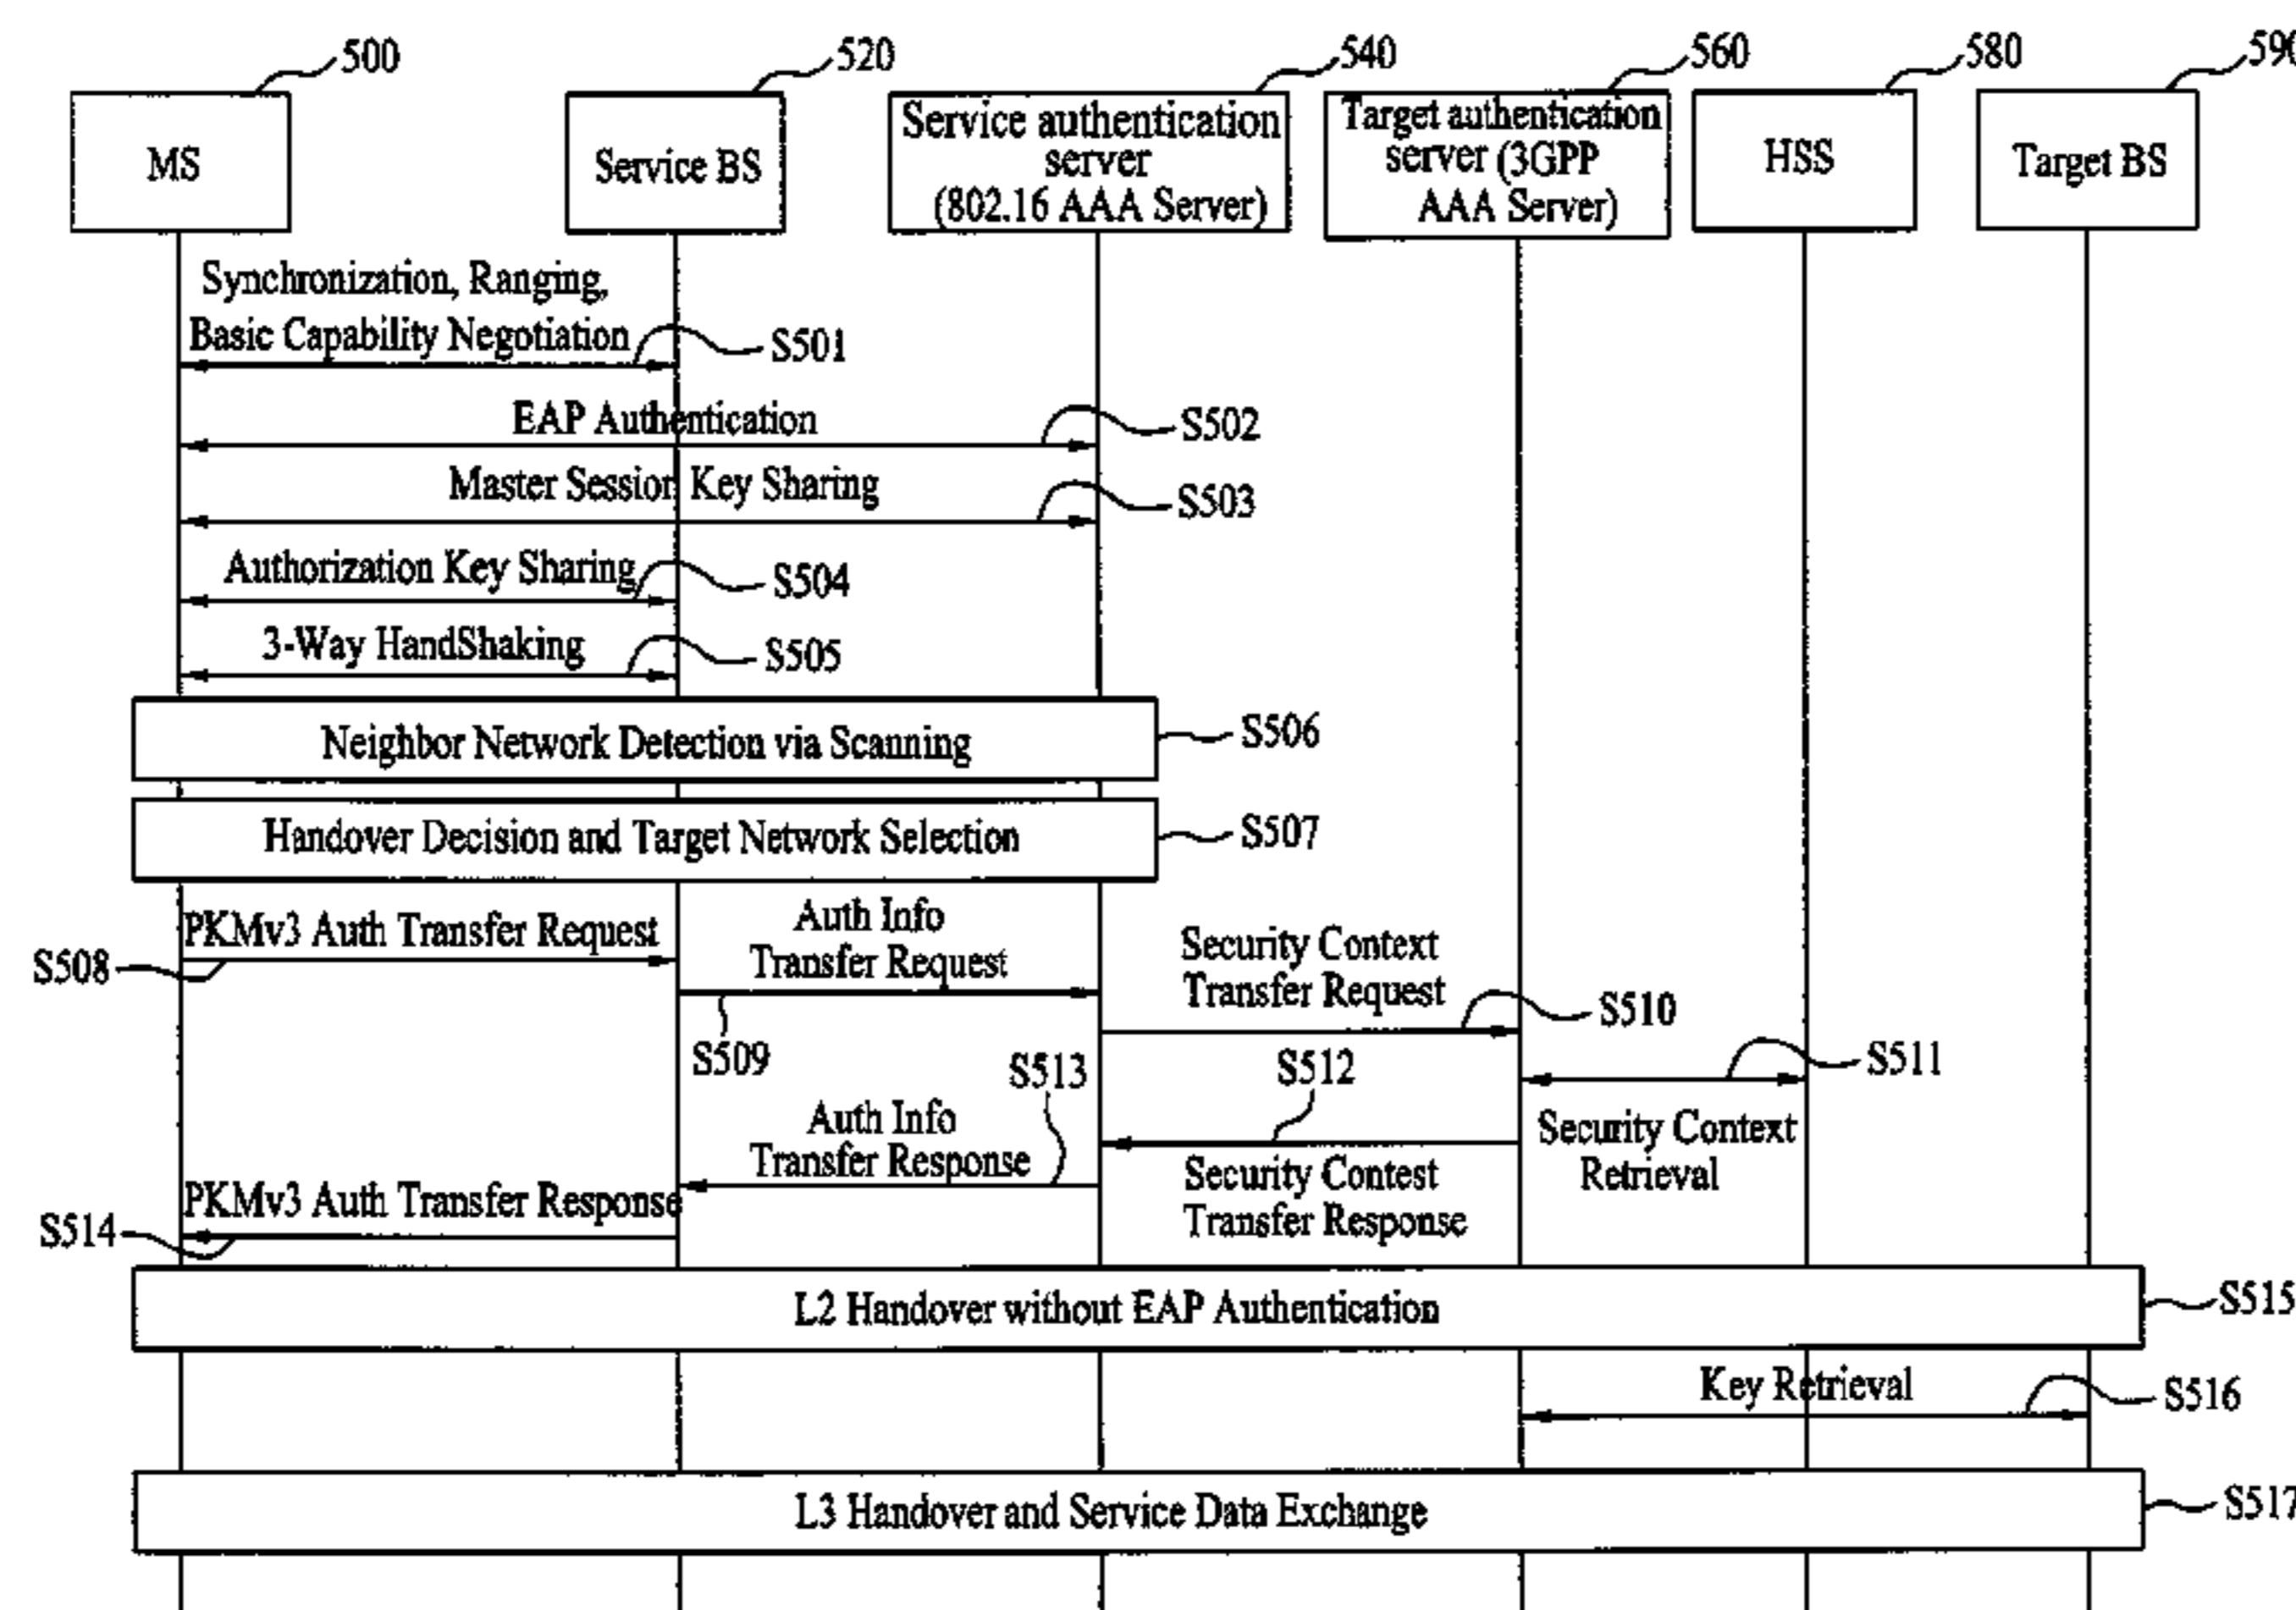 500
520
540
560
580
590
MS
Service BS
Service authentication
server
(802.16 AAA Server)
Target authentication
server (3GPP
AAA Server)
HSS
Target BS
Synchronization, Ranging,
Basic Capability Negotiation
S501
EAP Authentication
S502
Master Session Key Sharing
S503
Authorization Key Sharing
S504
3-Way HandShaking
S505
Neighbor Network Detection via Scanning
S506
Handover Decision and Target Network Selection
S507
PKMv3 Auth Transfer Request
S508
Auth Info
Transfer Request
S509
Security Context
Transfer Request
S510
S511
Security Context
Retrieval
S512
Security Contest
Transfer Response
S513
Auth Info
Transfer Response
PKMv3 Auth Transfer Response
S514
L2 Handover without EAP Authentication
S515
Key Retrieval
S516
L3 Handover and Service Data Exchange
S517